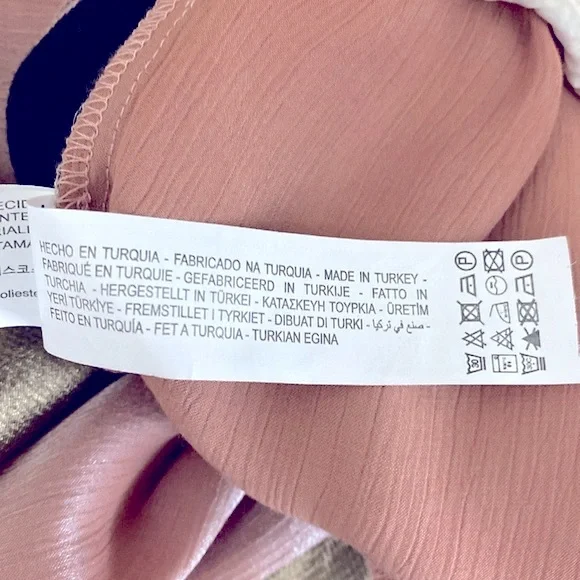 HECHO EN TURQUIA - FABRICADO NA TURQUIA - MADE IN TURKEY -
FABRIQUÉ EN TURQUIE - GEFABRICEERD IN TURKIJE - FATTO IN
TURCHIA - HERGESTELLT IN TÜRKEI - ΚΑΤΑΣΚΕΥΗ ΤΟΥΡΚΙΑ - ÜRETİM
YERİ TÜRKİYE - FREMSTILLET I TYRKIET - DIBUAT DI TURKI - صنع في تركيا -
FEITO EN TURQUÍA - FET A TURQUIA - TURKIAN EGINA
P P